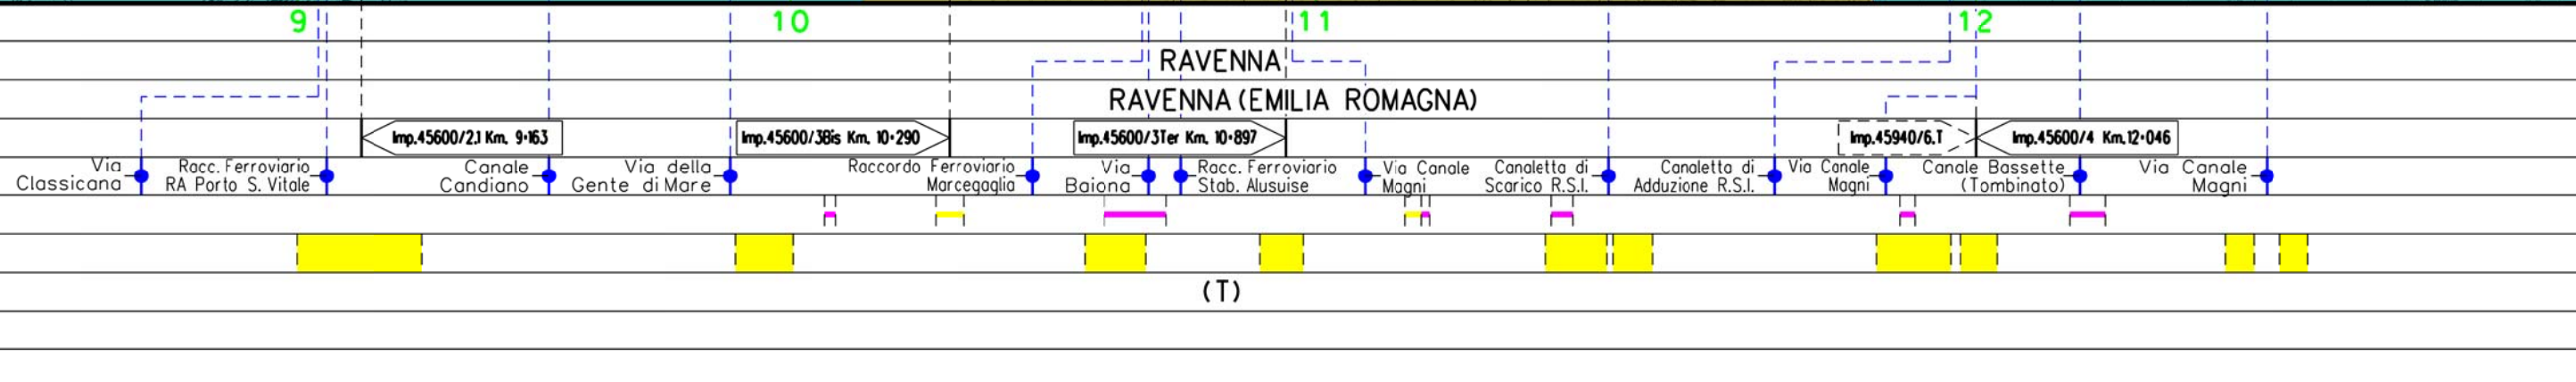 9 10 11 12
RAVENNA
RAVENNA (EMILIA ROMAGNA)
Imp.45600/2.1 Km. 9+163
Imp.45600/3Bis Km. 10+290
Imp.45600/3Ter Km. 10+897
Imp.45940/6.T
Imp.45600/4 Km.12+046
Via
Classicana
Racc. Ferroviario
RA Porto S. Vitale
Canale
Candiano
Via della
Gente di Mare
Raccordo Ferroviario
Marcegaglia
Via
Baiona
Racc. Ferroviario
Stab. Alusuise
Via Canale
Magni
Canaletta di
Scarico R.S.I.
Canaletta di
Adduzione R.S.I.
Via Canale
Magni
Canale Bassette
(Tombinato)
Via Canale
Magni
(T)